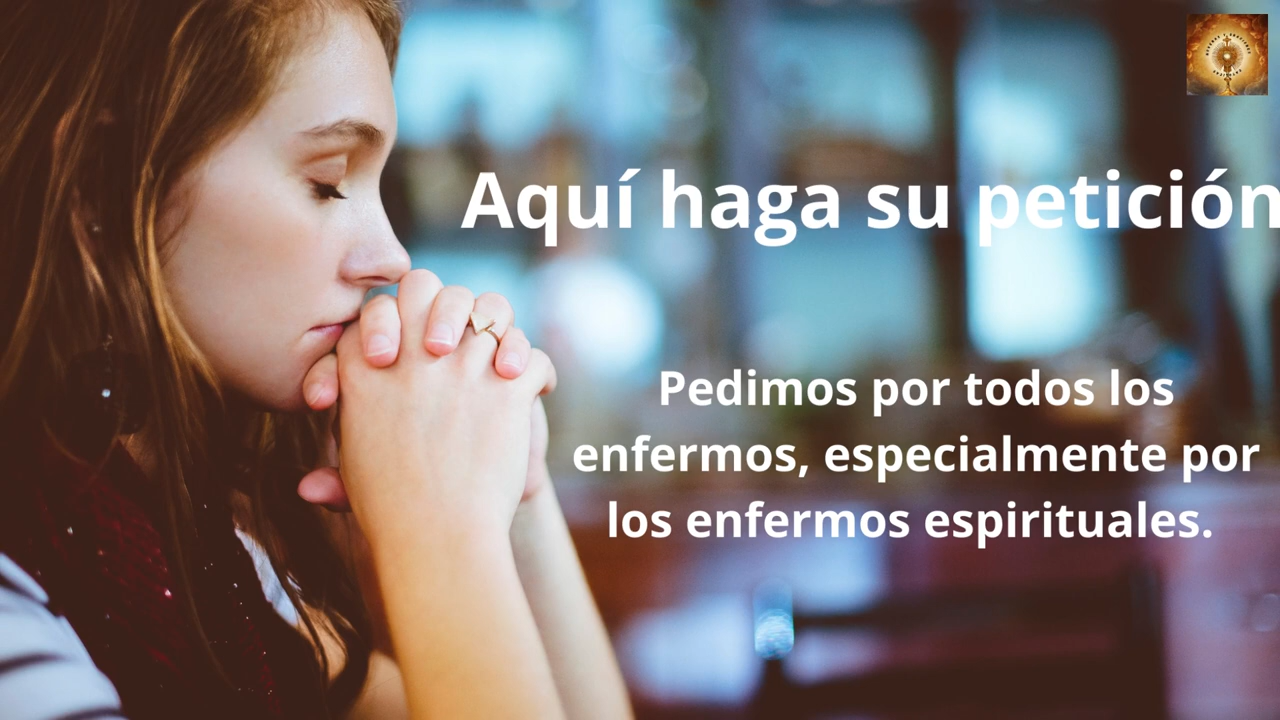 Aquí haga su petición
Pedimos por todos los
enfermos, especialmente por
los enfermos espirituales.